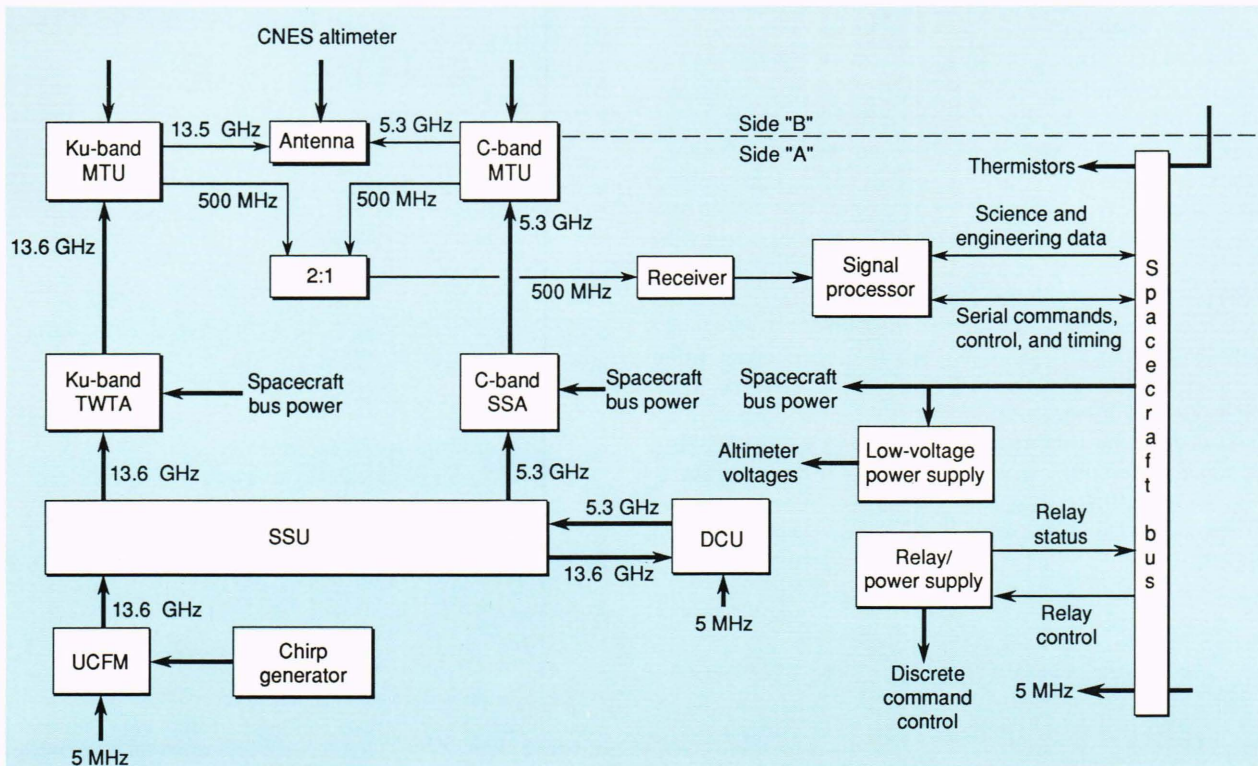 CNES altimeter
Ku-band
MTU
13.5 GHz
Antenna
5.3 GHz
C-band
MTU
Side "B"
Side "A"
Thermistors
500 MHz
500 MHz
13.6 GHz
5.3 GHz
2:1
500 MHz
Receiver
Signal
processor
Science and
engineering data
Serial commands,
control, and timing
Spacecraft bus
Ku-band
TWTA
Spacecraft
bus power
C-band
SSA
Spacecraft
bus power
Spacecraft
bus power
13.6 GHz
5.3 GHz
Altimeter
voltages
Low-voltage
power supply
SSU
5.3 GHz
13.6 GHz
DCU
5 MHz
Relay/
power supply
Relay
status
Relay
control
Discrete
command
control
5 MHz
13.6 GHz
UCFM
Chirp
generator
5 MHz